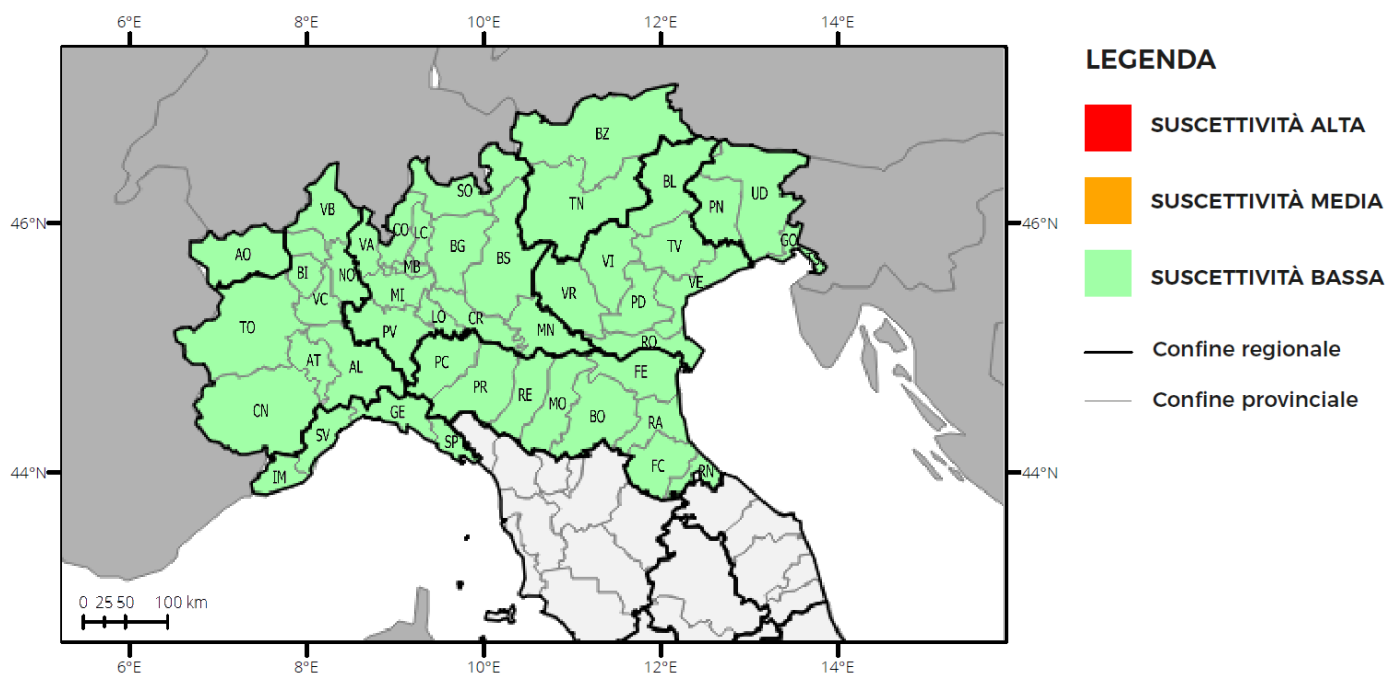 6°E 8°E 10°E 12°E 14°E
LEGENDA
SUSCETTIVITÀ ALTA
SUSCETTIVITÀ MEDIA
SUSCETTIVITÀ BASSA
Confine regionale
Confine provinciale
46°N 46°N
44°N 44°N
BZ
SO TN BL PN UD
VB
AO VA CO LC BG BS VI TV GO
BI NO MB VE
VC MI VR PD
TO PV LO CR MN RO
AT AL PC PR RE MO FE
CN GE BO RA
SV SP FC RN
IM
0 25 50 100 km
6°E 8°E 10°E 12°E 14°E